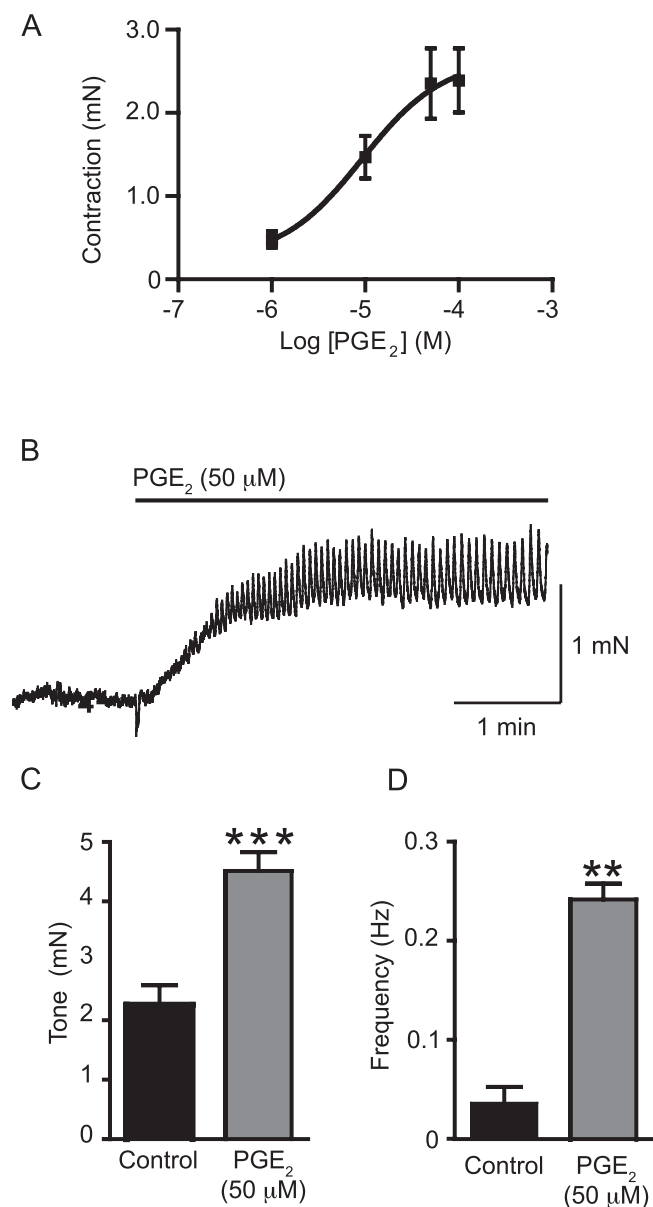 A
3.0
2.0
1.0
0
Contraction (mN)
-7 -6 -5 -4 -3
Log [PGE₂] (M)
B
PGE₂ (50 μM)
1 mN
1 min
C
5
4
3
2
1
0
Tone (mN)
***
Control
PGE₂
(50 μM)
D
0.3
0.2
0.1
0
Frequency (Hz)
**
Control
PGE₂
(50 μM)